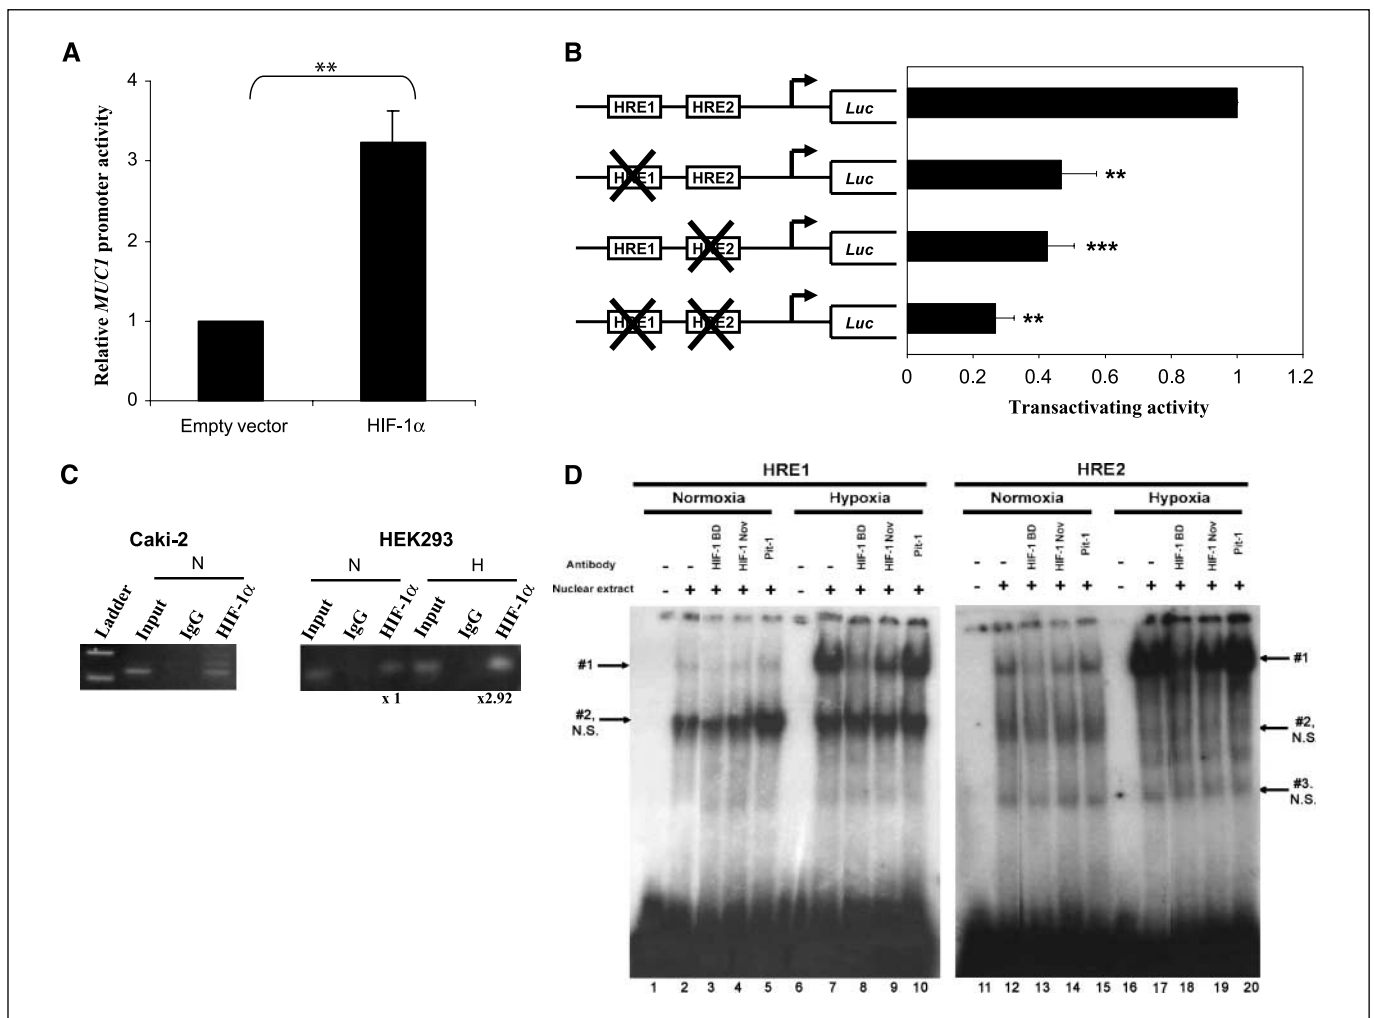 A
**
4
3
2
1
0
Relative MUC1 promoter activity
Empty vector
HIF-1α
B
HRE1
HRE2
Luc
HRE1
HRE2
Luc
**
HRE1
HRE2
Luc
***
HRE1
HRE2
Luc
**
0
0.2
0.4
0.6
0.8
1
1.2
Transactivating activity
C
Caki-2
N
Ladder
Input
IgG
HIF-1α
HEK293
N
H
Input
IgG
HIF-1α
Input
IgG
HIF-1α
x 1
x2.92
D
HRE1
HRE2
Normoxia
Hypoxia
Normoxia
Hypoxia
Antibody
- - HIF-1 BD HIF-1 Nov Pit-1 - - HIF-1 BD HIF-1 Nov Pit-1
- - HIF-1 BD HIF-1 Nov Pit-1 - - HIF-1 BD HIF-1 Nov Pit-1
Nuclear extract
- + + + + - + + + +
- + + + + - + + + +
#1
#2,
N.S.
#1
#2,
N.S
#3.
N.S.
1 2 3 4 5 6 7 8 9 10
11 12 13 14 15 16 17 18 19 20